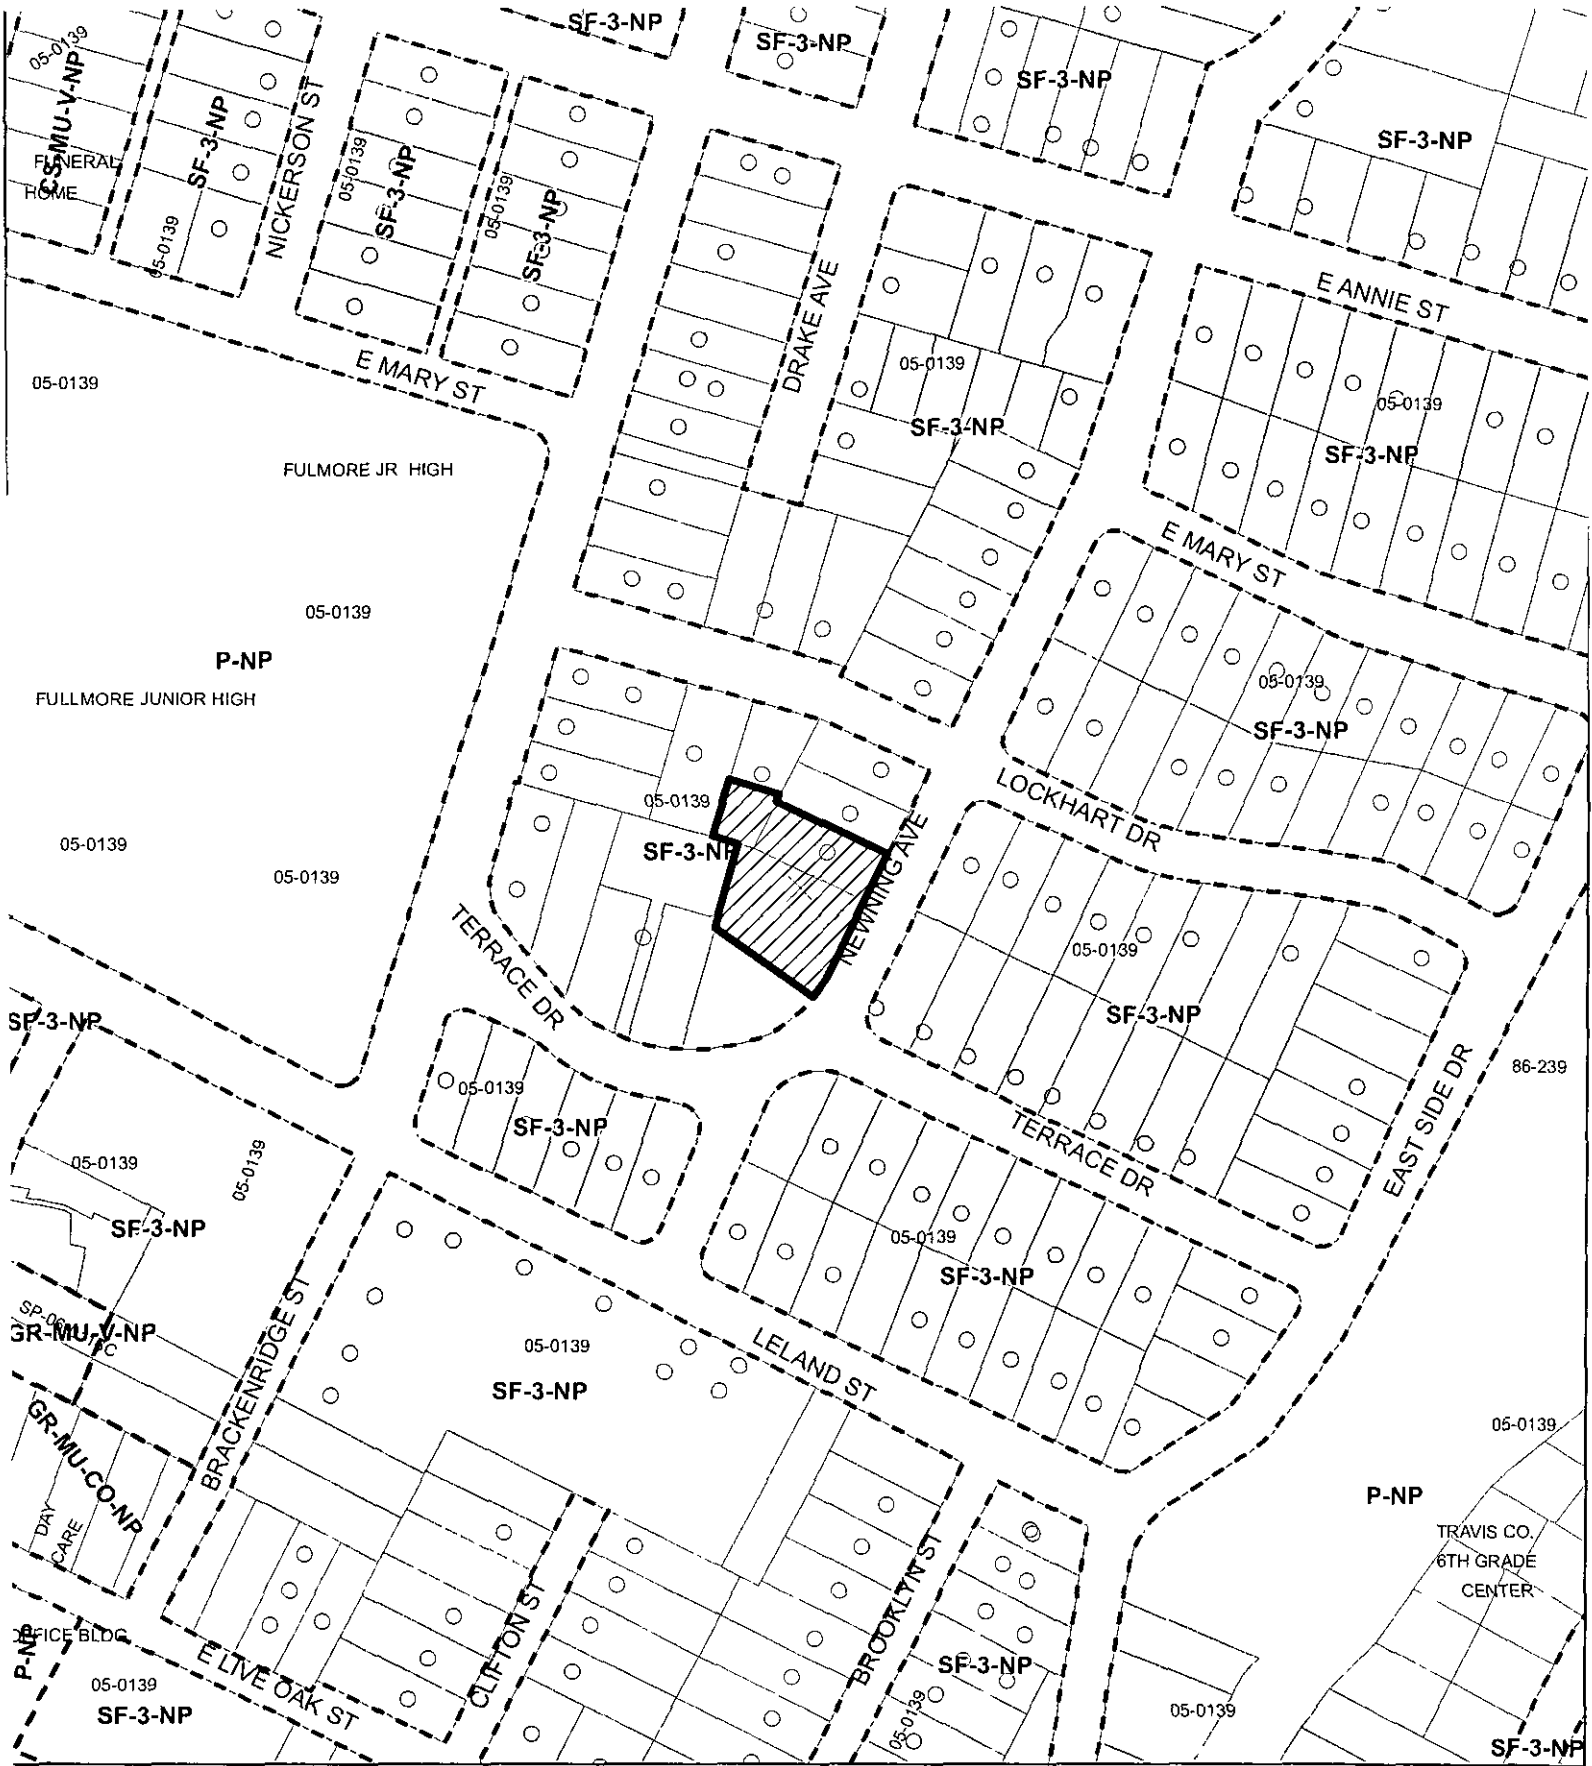 SF-3-NP
SF-3-NP
05-0139
CS-MU-V-NP
FUNERAL
HOME
SF-3-NP
05-0139
NICKERSON ST
05-0139
SF-3-NP
05-0139
SF-3-NP
SF-3-NP
SF-3-NP
E ANNIE ST
E MARY ST
DRAKE AVE
05-0139
SF-3-NP
05-0139
SF-3-NP
05-0139
FULMORE JR HIGH
E MARY ST
05-0139
P-NP
FULLMORE JUNIOR HIGH
05-0139
SF-3-NP
LOCKHART DR
05-0139
SF-3-NP
NEWNING AVE
05-0139
05-0139
TERRACE DR
05-0139
SF-3-NP
SF-3-NP
05-0139
SF-3-NP
86-239
EAST SIDE DR
TERRACE DR
05-0139
05-0139
SF-3-NP
05-0139
SF-3-NP
GR-MU-V-NP
BRACKENRIDGE ST
05-0139
SF-3-NP
LELAND ST
GR-MU-CO-NP
DAY
CARE
05-0139
P-NP
TRAVIS CO.
6TH GRADE
CENTER
CLIFTON ST
BROOKLYN ST
SF-3-NP
05-0139
P-NP
OFFICE BLDG
E LIVE OAK ST
05-0139
SF-3-NP
05-0139
SF-3-NP